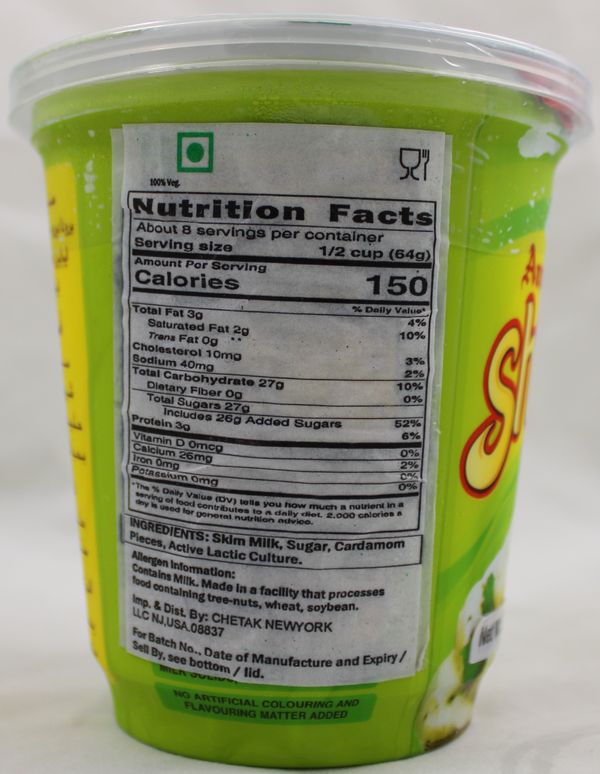 100% Veg.
Nutrition Facts
About 8 servings per container
Serving size 1/2 cup (64g)
Amount Per Serving
Calories 150
% Daily Value*
Total Fat 3g 4%
Saturated Fat 2g 10%
Trans Fat 0g
Cholesterol 10mg 3%
Sodium 40mg 2%
Total Carbohydrate 27g 10%
Dietary Fiber 0g 0%
Total Sugars 27g
Includes 26g Added Sugars 52%
Protein 3g 6%
Vitamin D 0mcg 0%
Calcium 26mg 2%
Iron 0mg 0%
Potassium 0mg 0%
*The % Daily Value (DV) tells you how much a nutrient in a
serving of food contributes to a daily diet. 2,000 calories a
day is used for general nutrition advice.
INGREDIENTS: Skim Milk, Sugar, Cardamom
Pieces, Active Lactic Culture.
Allergen Information:
Contains Milk. Made in a facility that processes
food containing tree-nuts, wheat, soybean.
Imp. & Dist. By: CHETAK NEWYORK
LLC NJ,USA.08837
For Batch No., Date of Manufacture and Expiry /
Sell By, see bottom / lid.
NO ARTIFICIAL COLOURING AND
FLAVOURING MATTER ADDED